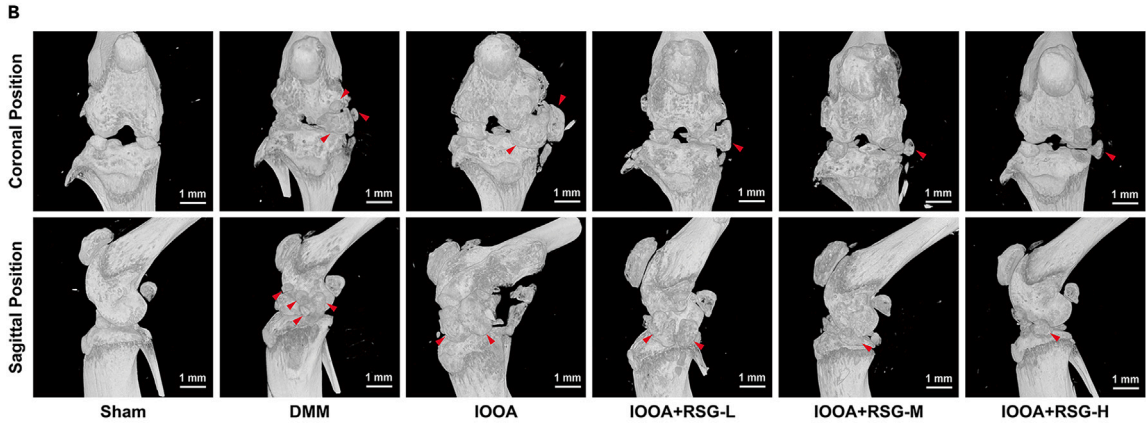 B
Coronal Position
1 mm
1 mm
1 mm
1 mm
1 mm
1 mm
Sagittal Position
1 mm
1 mm
1 mm
1 mm
1 mm
1 mm
Sham
DMM
IOOA
IOOA+RSG-L
IOOA+RSG-M
IOOA+RSG-H